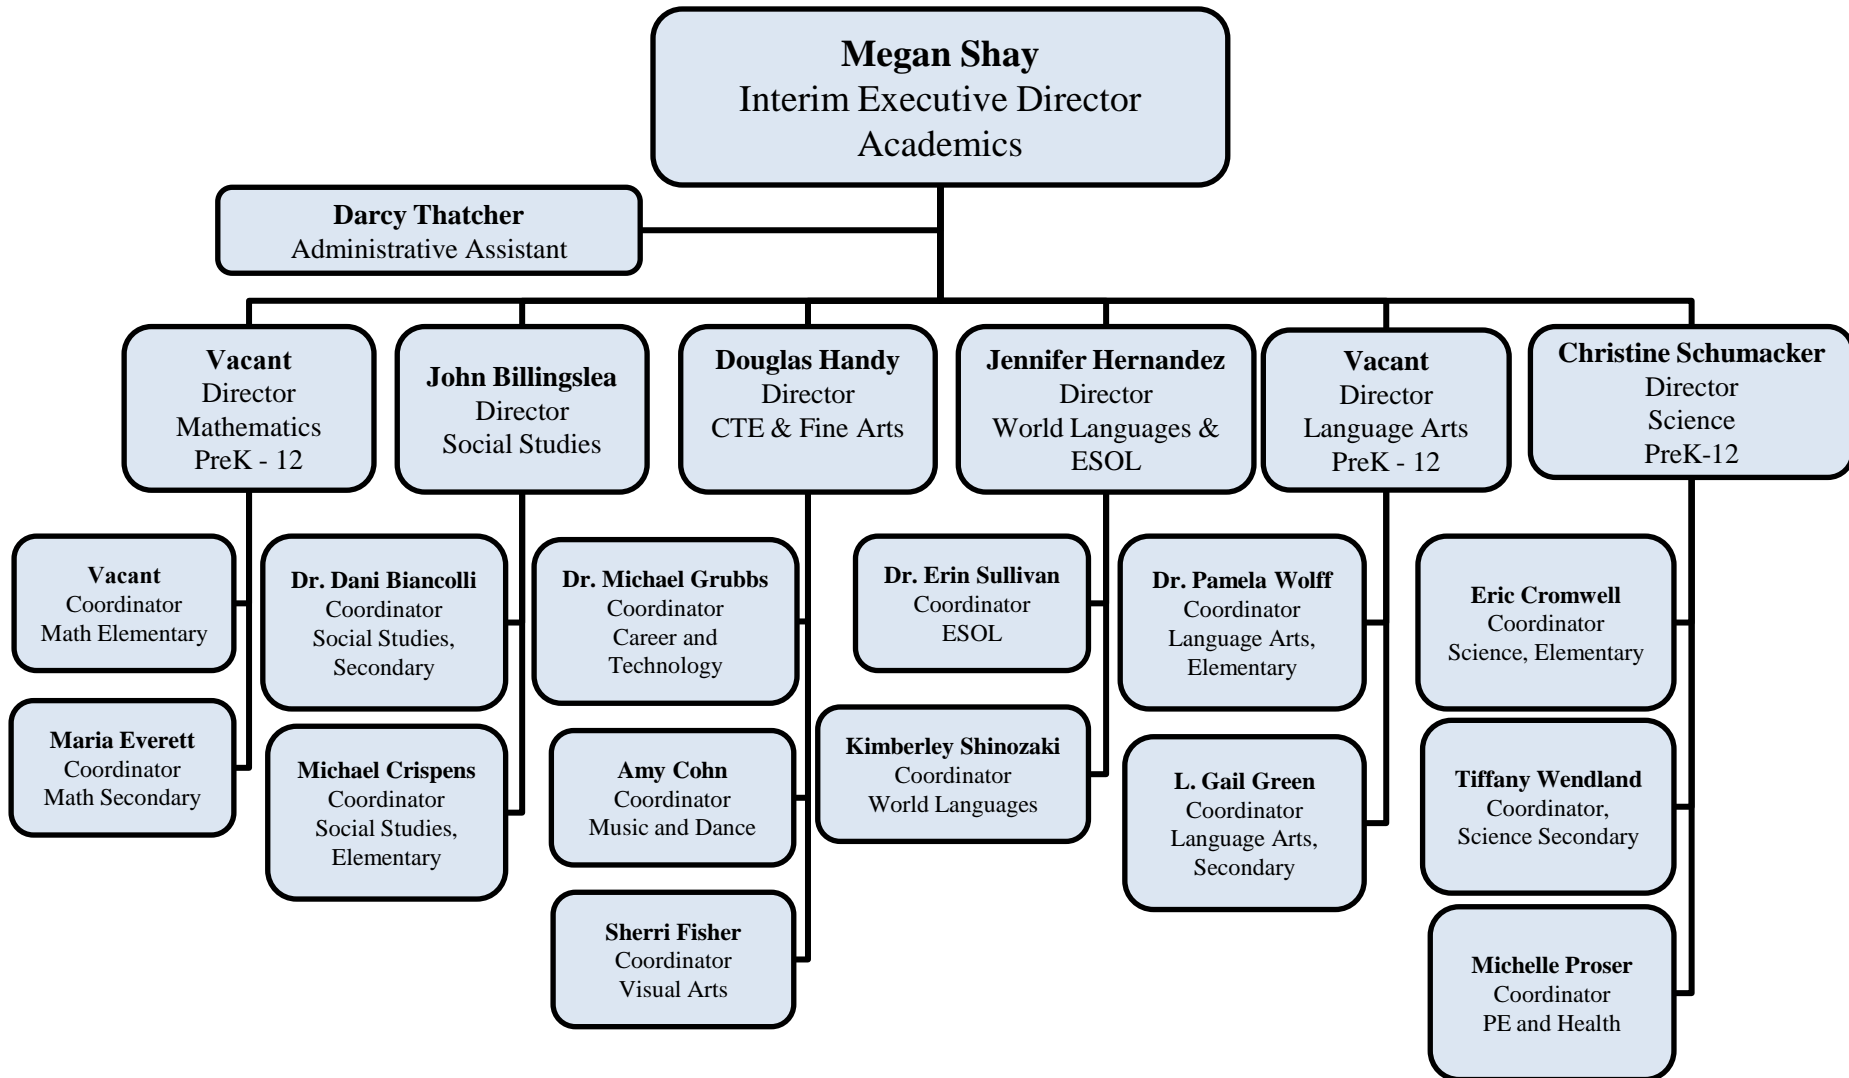 Megan Shay
Interim Executive Director
Academics
Darcy Thatcher
Administrative Assistant
Vacant
Director
Mathematics
PreK - 12
John Billingslea
Director
Social Studies
Douglas Handy
Director
CTE & Fine Arts
Jennifer Hernandez
Director
World Languages &
ESOL
Vacant
Director
Language Arts
PreK - 12
Christine Schumacker
Director
Science
PreK-12
Vacant
Coordinator
Math Elementary
Maria Everett
Coordinator
Math Secondary
Dr. Dani Biancolli
Coordinator
Social Studies,
Secondary
Michael Crispens
Coordinator
Social Studies,
Elementary
Dr. Michael Grubbs
Coordinator
Career and
Technology
Amy Cohn
Coordinator
Music and Dance
Sherri Fisher
Coordinator
Visual Arts
Dr. Erin Sullivan
Coordinator
ESOL
Kimberley Shinozaki
Coordinator
World Languages
Dr. Pamela Wolff
Coordinator
Language Arts,
Elementary
L. Gail Green
Coordinator
Language Arts,
Secondary
Eric Cromwell
Coordinator
Science, Elementary
Tiffany Wendland
Coordinator,
Science Secondary
Michelle Proser
Coordinator
PE and Health